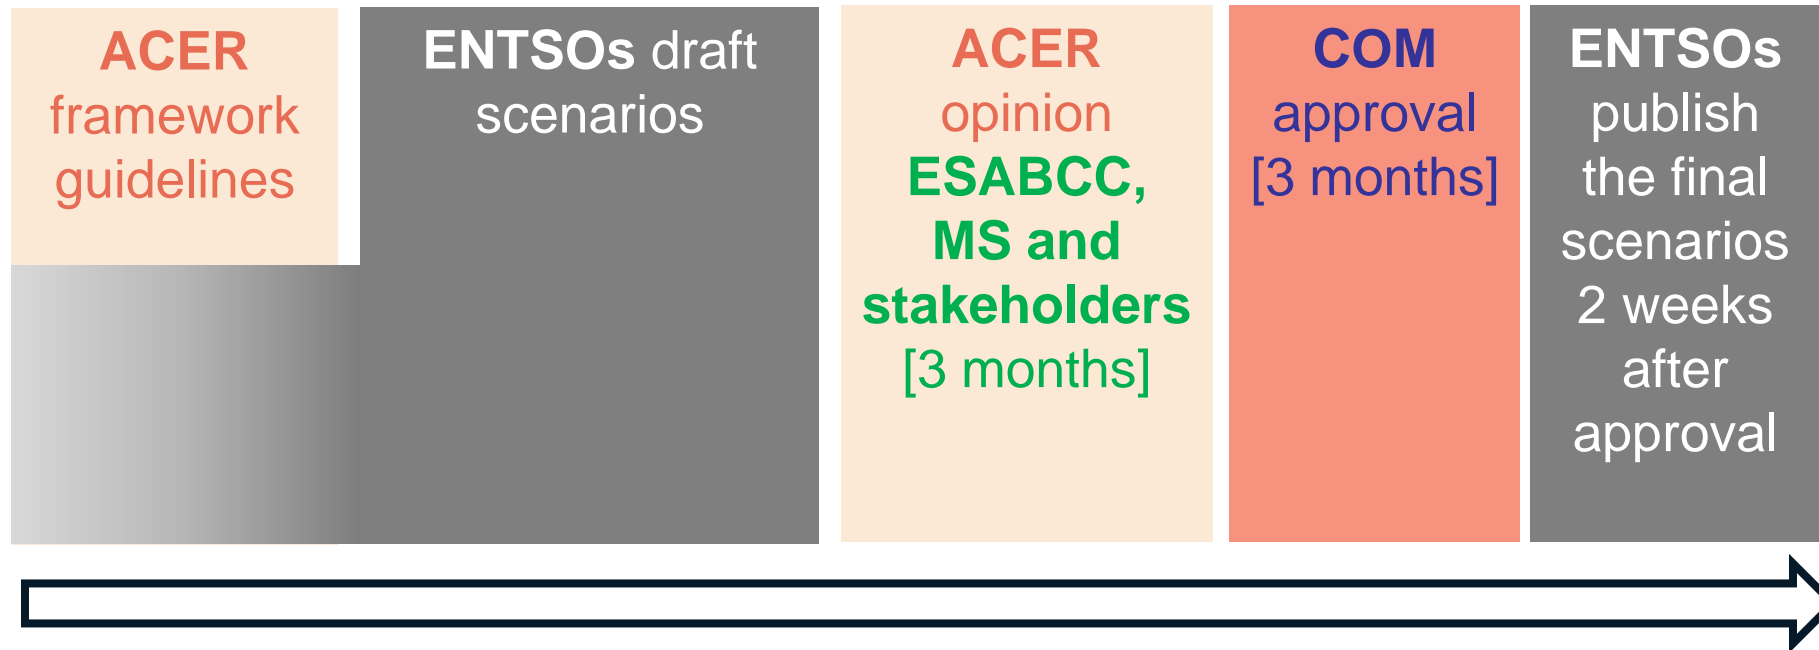 ACER
framework
guidelines
ENTSOs draft
scenarios
ACER
opinion
ESABCC,
MS and
stakeholders
[3 months]
COM
approval
[3 months]
ENTSOs
publish
the final
scenarios
2 weeks
after
approval